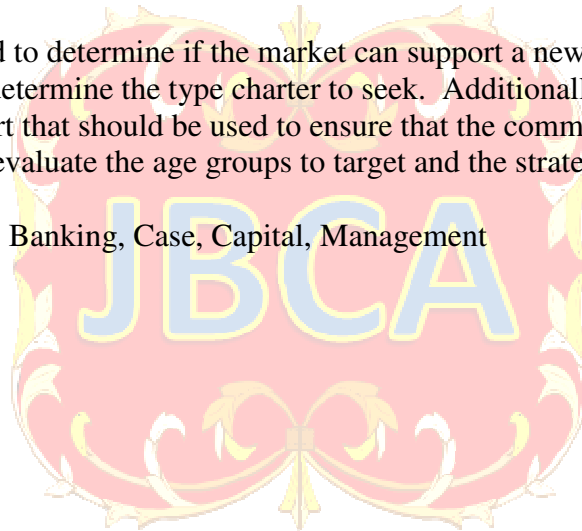 d to determine if the market can support a new
determine the type charter to seek. Additionall
rt that should be used to ensure that the comm
evaluate the age groups to target and the strate
Banking, Case, Capital, Management
JBCA